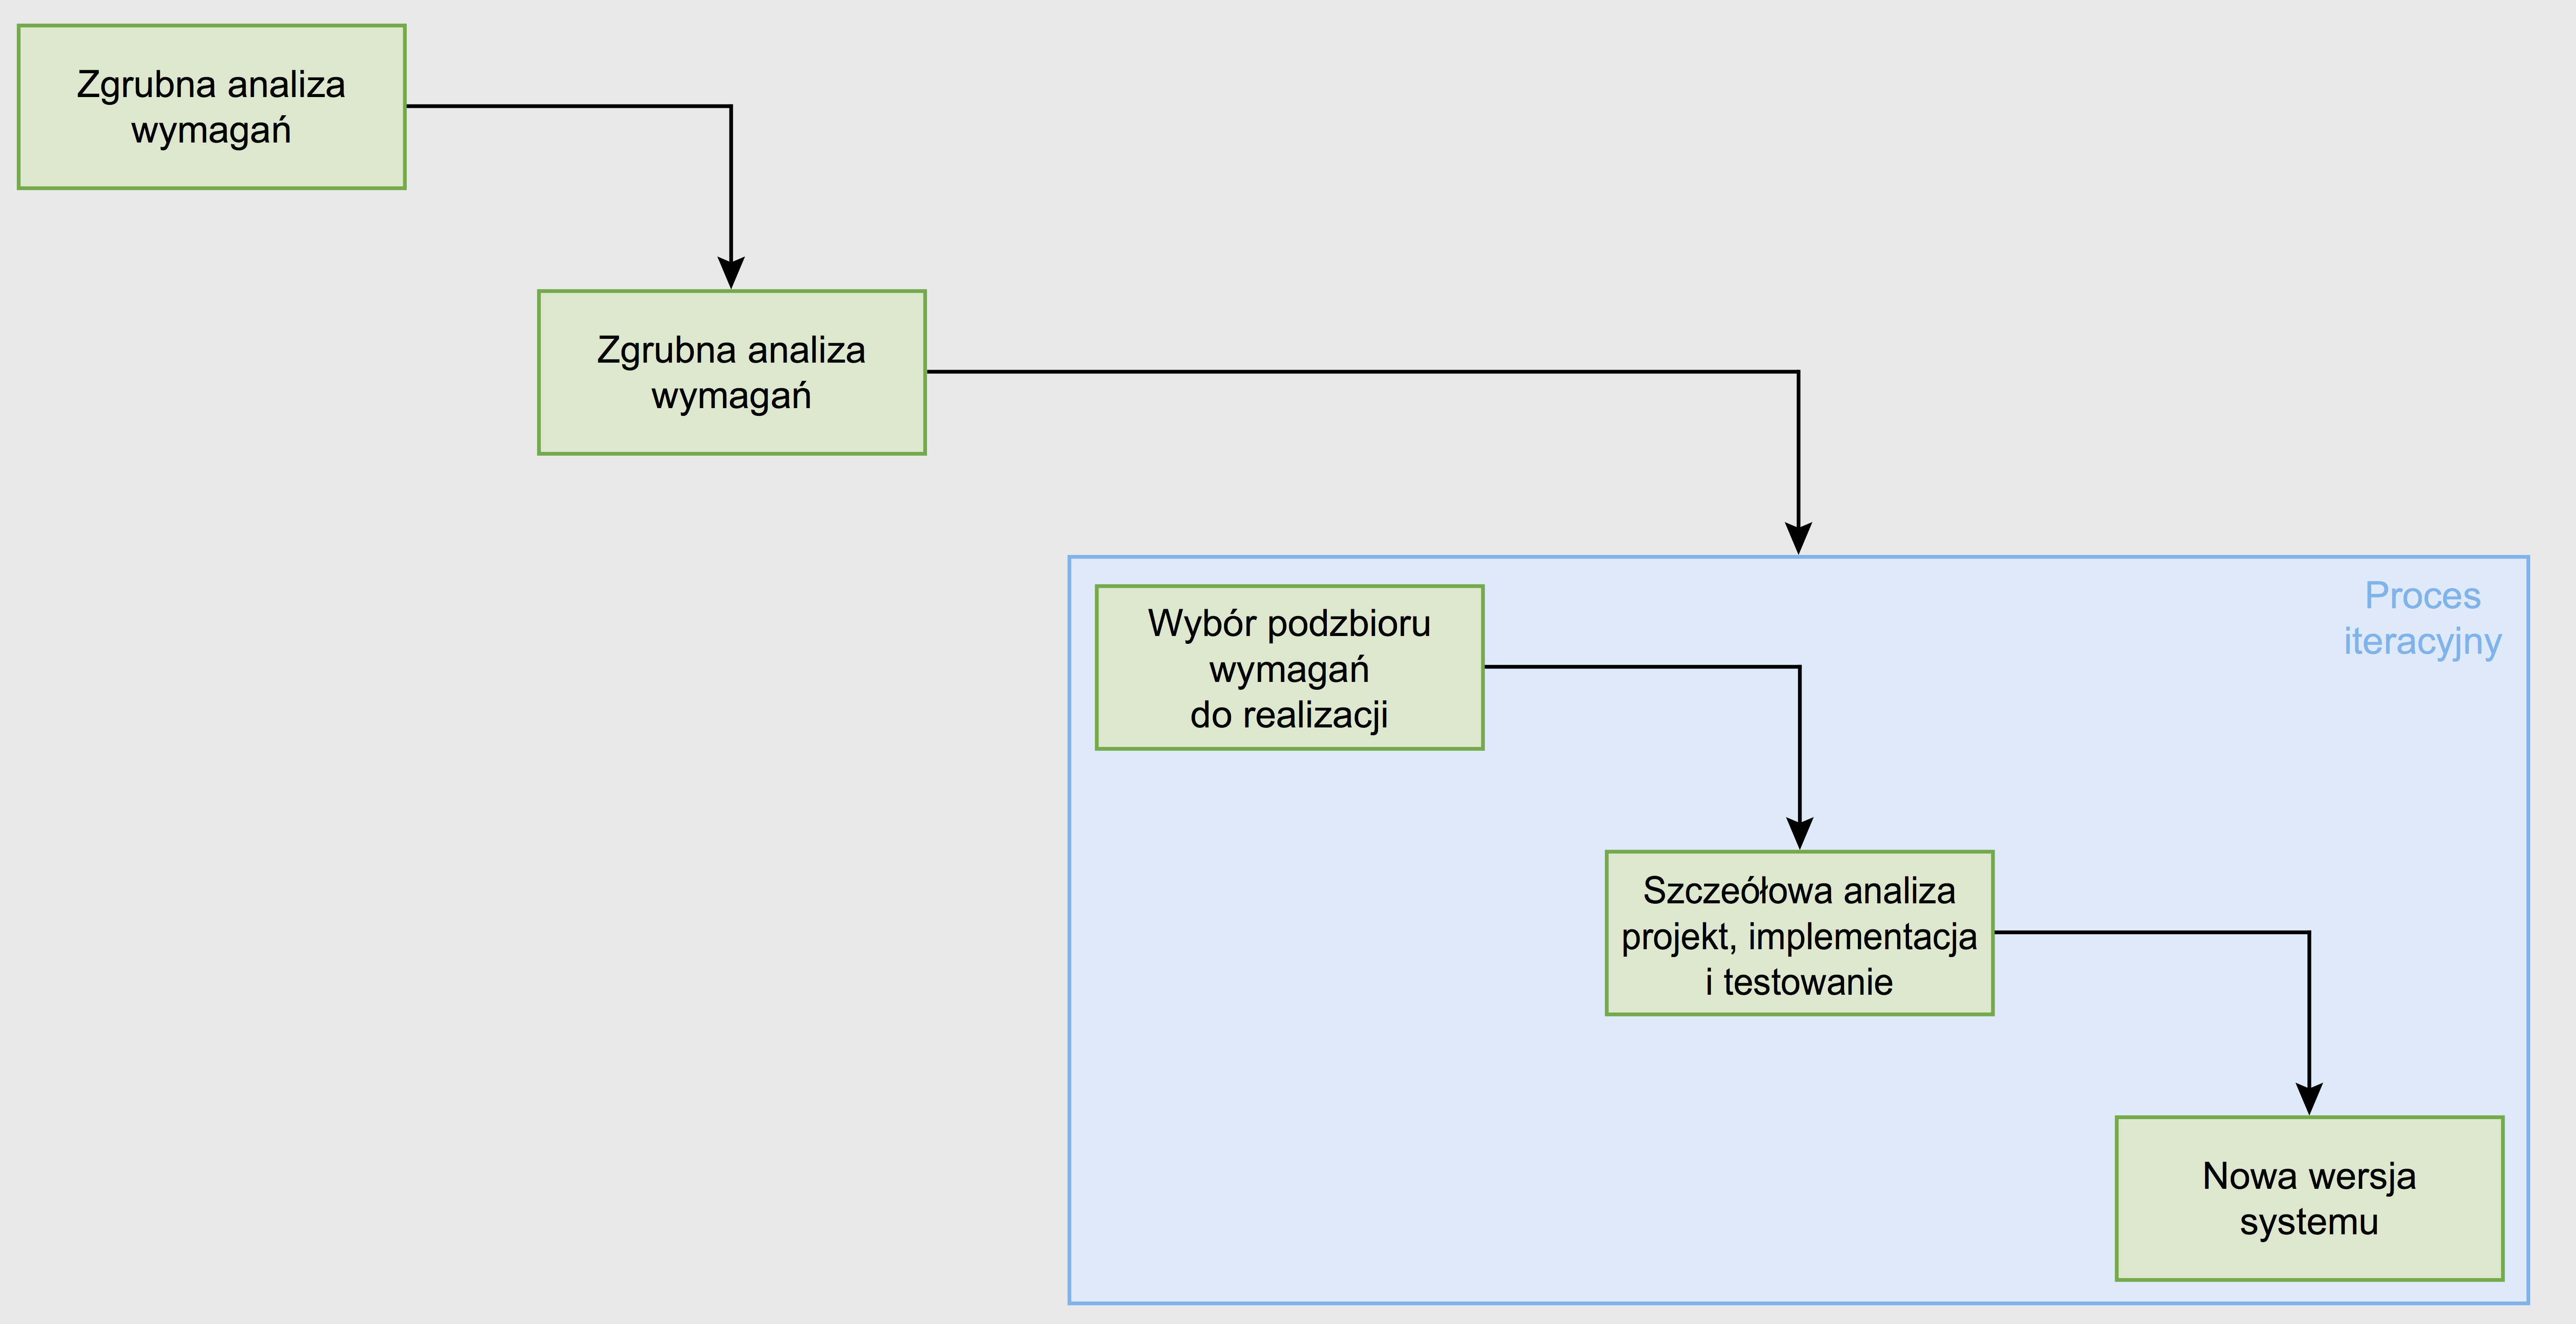 Zgrubna analiza
wymagań
Zgrubna analiza
wymagań
Proces
iteracyjny
Wybór podzbioru
wymagań
do realizacji
Szczeółowa analiza
projekt, implementacja
i testowanie
Nowa wersja
systemu